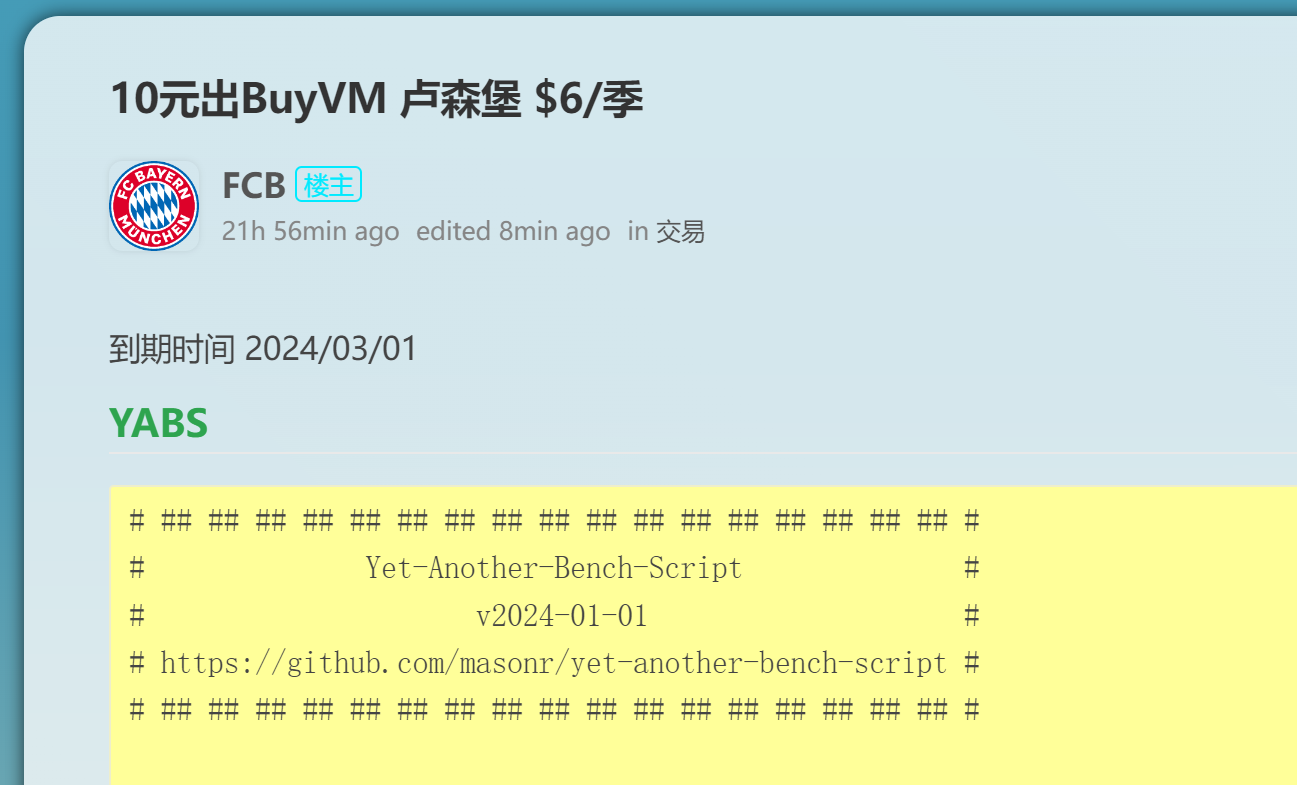 10元出BuyVM 卢森堡 $6/季
FC BAYERN
MÜNCHEN
FCB 楼主
21h 56min ago edited 8min ago in 交易
到期时间 2024/03/01
YABS
# ## ## ## ## ## ## ## ## ## ## ## ## ## ## ## ## ## #
# Yet-Another-Bench-Script #
# v2024-01-01 #
# https://github.com/masonr/yet-another-bench-script #
# ## ## ## ## ## ## ## ## ## ## ## ## ## ## ## ## ## #